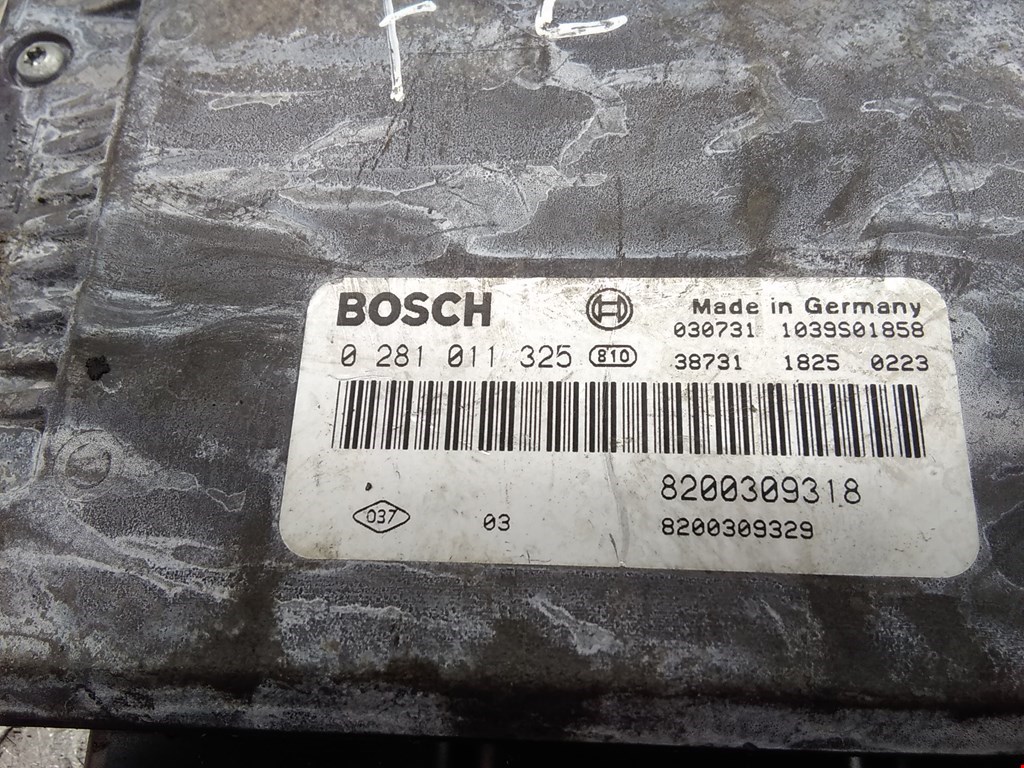 F E
BOSCH Made in Germany
030731 1039S01858
0 281 011 325 810 38731 1825 0223
8200309318
037 03 8200309329